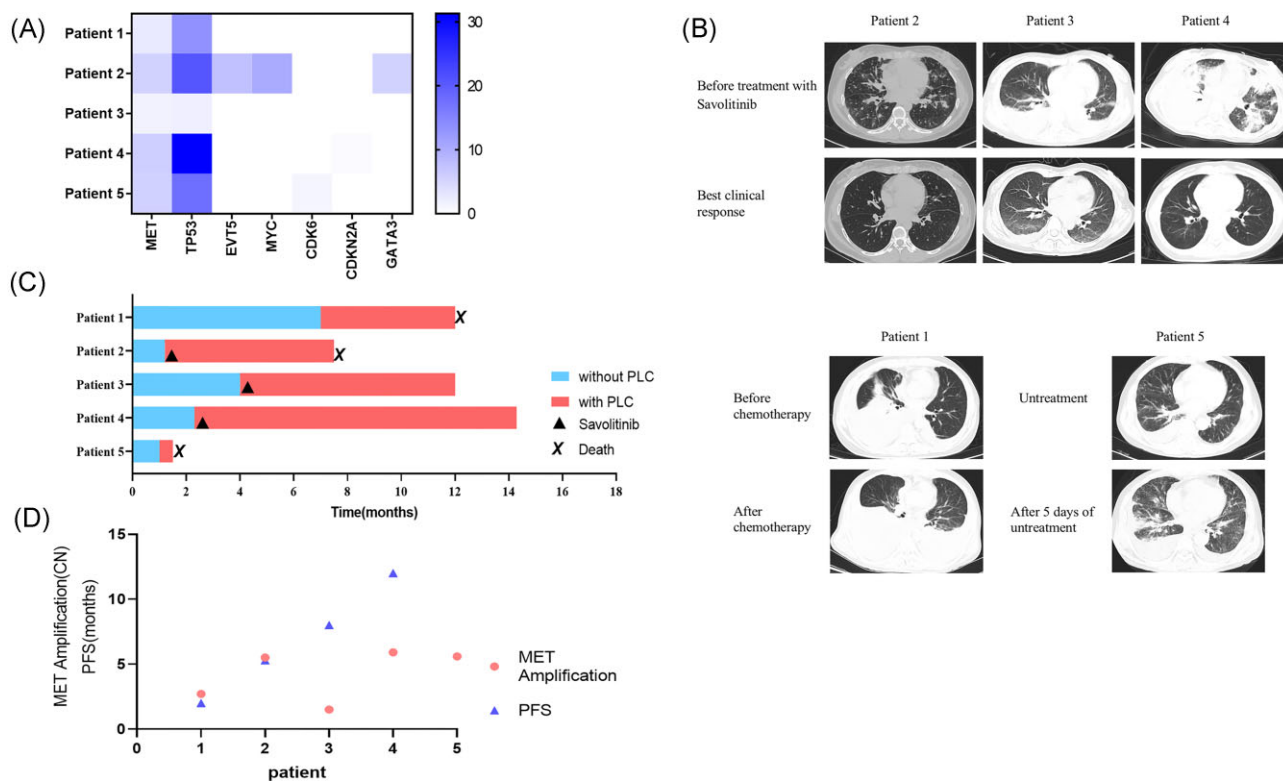 (A)
Patient 1
Patient 2
Patient 3
Patient 4
Patient 5
MET
TP53
EVT5
MYC
CDK6
CDKN2A
GATA3
30
20
10
0
(B)
Patient 2
Patient 3
Patient 4
Before treatment with
Savolitinib
Best clinical
response
Patient 1
Patient 5
Before
chemotherapy
Untreatment
After
chemotherapy
After 5 days of
untreatment
(C)
Patient 1
X
Patient 2
X
Patient 3
Patient 4
Patient 5
X
without PLC
with PLC
Savolitinib
X Death
0 2 4 6 8 10 12 14 16 18
Time(months)
(D)
MET Amplification(CN)
PFS(months)
15
10
5
0
0 1 2 3 4 5
patient
MET
Amplification
PFS